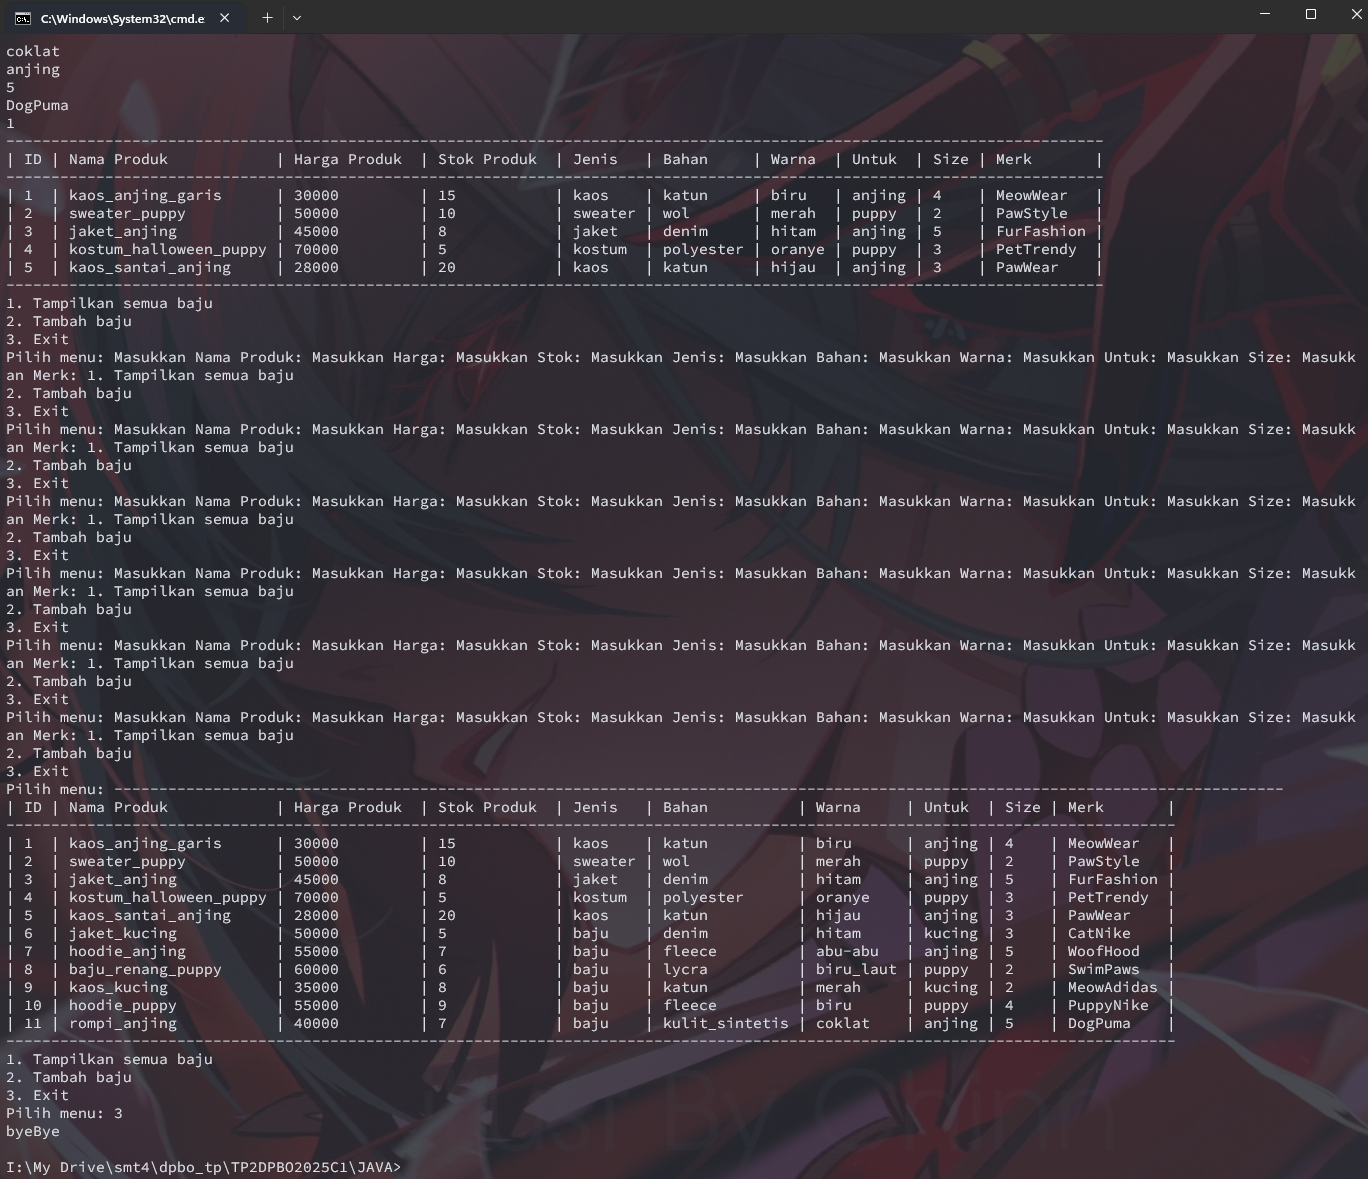 C:\Windows\System32\cmd.e
coklat
anjing
5
DogPuma
1
--------------------------------------------------------------------------------------------------------------------------
| ID | Nama Produk            | Harga Produk  | Stok Produk  | Jenis   | Bahan     | Warna  | Untuk  | Size | Merk       |
--------------------------------------------------------------------------------------------------------------------------
| 1  | kaos_anjing_garis      | 30000         | 15           | kaos    | katun     | biru   | anjing | 4    | MeowWear   |
| 2  | sweater_puppy          | 50000         | 10           | sweater | wol       | merah  | puppy  | 2    | PawStyle   |
| 3  | jaket_anjing           | 45000         | 8            | jaket   | denim     | hitam  | anjing | 5    | FurFashion |
| 4  | kostum_halloween_puppy | 70000         | 5            | kostum  | polyester | oranye | puppy  | 3    | PetTrendy  |
| 5  | kaos_santai_anjing     | 28000         | 20           | kaos    | katun     | hijau  | anjing | 3    | PawWear    |
--------------------------------------------------------------------------------------------------------------------------
1. Tampilkan semua baju
2. Tambah baju
3. Exit
Pilih menu: Masukkan Nama Produk: Masukkan Harga: Masukkan Stok: Masukkan Jenis: Masukkan Bahan: Masukkan Warna: Masukkan Untuk: Masukkan Size: Masukk
an Merk: 1. Tampilkan semua baju
2. Tambah baju
3. Exit
Pilih menu: Masukkan Nama Produk: Masukkan Harga: Masukkan Stok: Masukkan Jenis: Masukkan Bahan: Masukkan Warna: Masukkan Untuk: Masukkan Size: Masukk
an Merk: 1. Tampilkan semua baju
2. Tambah baju
3. Exit
Pilih menu: Masukkan Nama Produk: Masukkan Harga: Masukkan Stok: Masukkan Jenis: Masukkan Bahan: Masukkan Warna: Masukkan Untuk: Masukkan Size: Masukk
an Merk: 1. Tampilkan semua baju
2. Tambah baju
3. Exit
Pilih menu: Masukkan Nama Produk: Masukkan Harga: Masukkan Stok: Masukkan Jenis: Masukkan Bahan: Masukkan Warna: Masukkan Untuk: Masukkan Size: Masukk
an Merk: 1. Tampilkan semua baju
2. Tambah baju
3. Exit
Pilih menu: Masukkan Nama Produk: Masukkan Harga: Masukkan Stok: Masukkan Jenis: Masukkan Bahan: Masukkan Warna: Masukkan Untuk: Masukkan Size: Masukk
an Merk: 1. Tampilkan semua baju
2. Tambah baju
3. Exit
Pilih menu: Masukkan Nama Produk: Masukkan Harga: Masukkan Stok: Masukkan Jenis: Masukkan Bahan: Masukkan Warna: Masukkan Untuk: Masukkan Size: Masukk
an Merk: 1. Tampilkan semua baju
2. Tambah baju
3. Exit
Pilih menu: ----------------------------------------------------------------------------------------------------------------------------------
| ID | Nama Produk            | Harga Produk  | Stok Produk  | Jenis   | Bahan          | Warna     | Untuk  | Size | Merk       |
----------------------------------------------------------------------------------------------------------------------------------
| 1  | kaos_anjing_garis      | 30000         | 15           | kaos    | katun          | biru      | anjing | 4    | MeowWear   |
| 2  | sweater_puppy          | 50000         | 10           | sweater | wol            | merah     | puppy  | 2    | PawStyle   |
| 3  | jaket_anjing           | 45000         | 8            | jaket   | denim          | hitam     | anjing | 5    | FurFashion |
| 4  | kostum_halloween_puppy | 70000         | 5            | kostum  | polyester      | oranye    | puppy  | 3    | PetTrendy  |
| 5  | kaos_santai_anjing     | 28000         | 20           | kaos    | katun          | hijau     | anjing | 3    | PawWear    |
| 6  | jaket_kucing           | 50000         | 5            | baju    | denim          | hitam     | kucing | 3    | CatNike    |
| 7  | hoodie_anjing          | 55000         | 7            | baju    | fleece         | abu-abu   | anjing | 5    | WoofHood   |
| 8  | baju_renang_puppy      | 60000         | 6            | baju    | lycra          | biru_laut | puppy  | 2    | SwimPaws   |
| 9  | kaos_kucing            | 35000         | 8            | baju    | katun          | merah     | kucing | 2    | MeowAdidas |
| 10 | hoodie_puppy           | 55000         | 9            | baju    | fleece         | biru      | puppy  | 4    | PuppyNike  |
| 11 | rompi_anjing           | 40000         | 7            | baju    | kulit_sintetis | coklat    | anjing | 5    | DogPuma    |
----------------------------------------------------------------------------------------------------------------------------------
1. Tampilkan semua baju
2. Tambah baju
3. Exit
Pilih menu: 3
byeBye
I:\My Drive\smt4\dpbo_tp\TP2DPBO2025C1\JAVA>